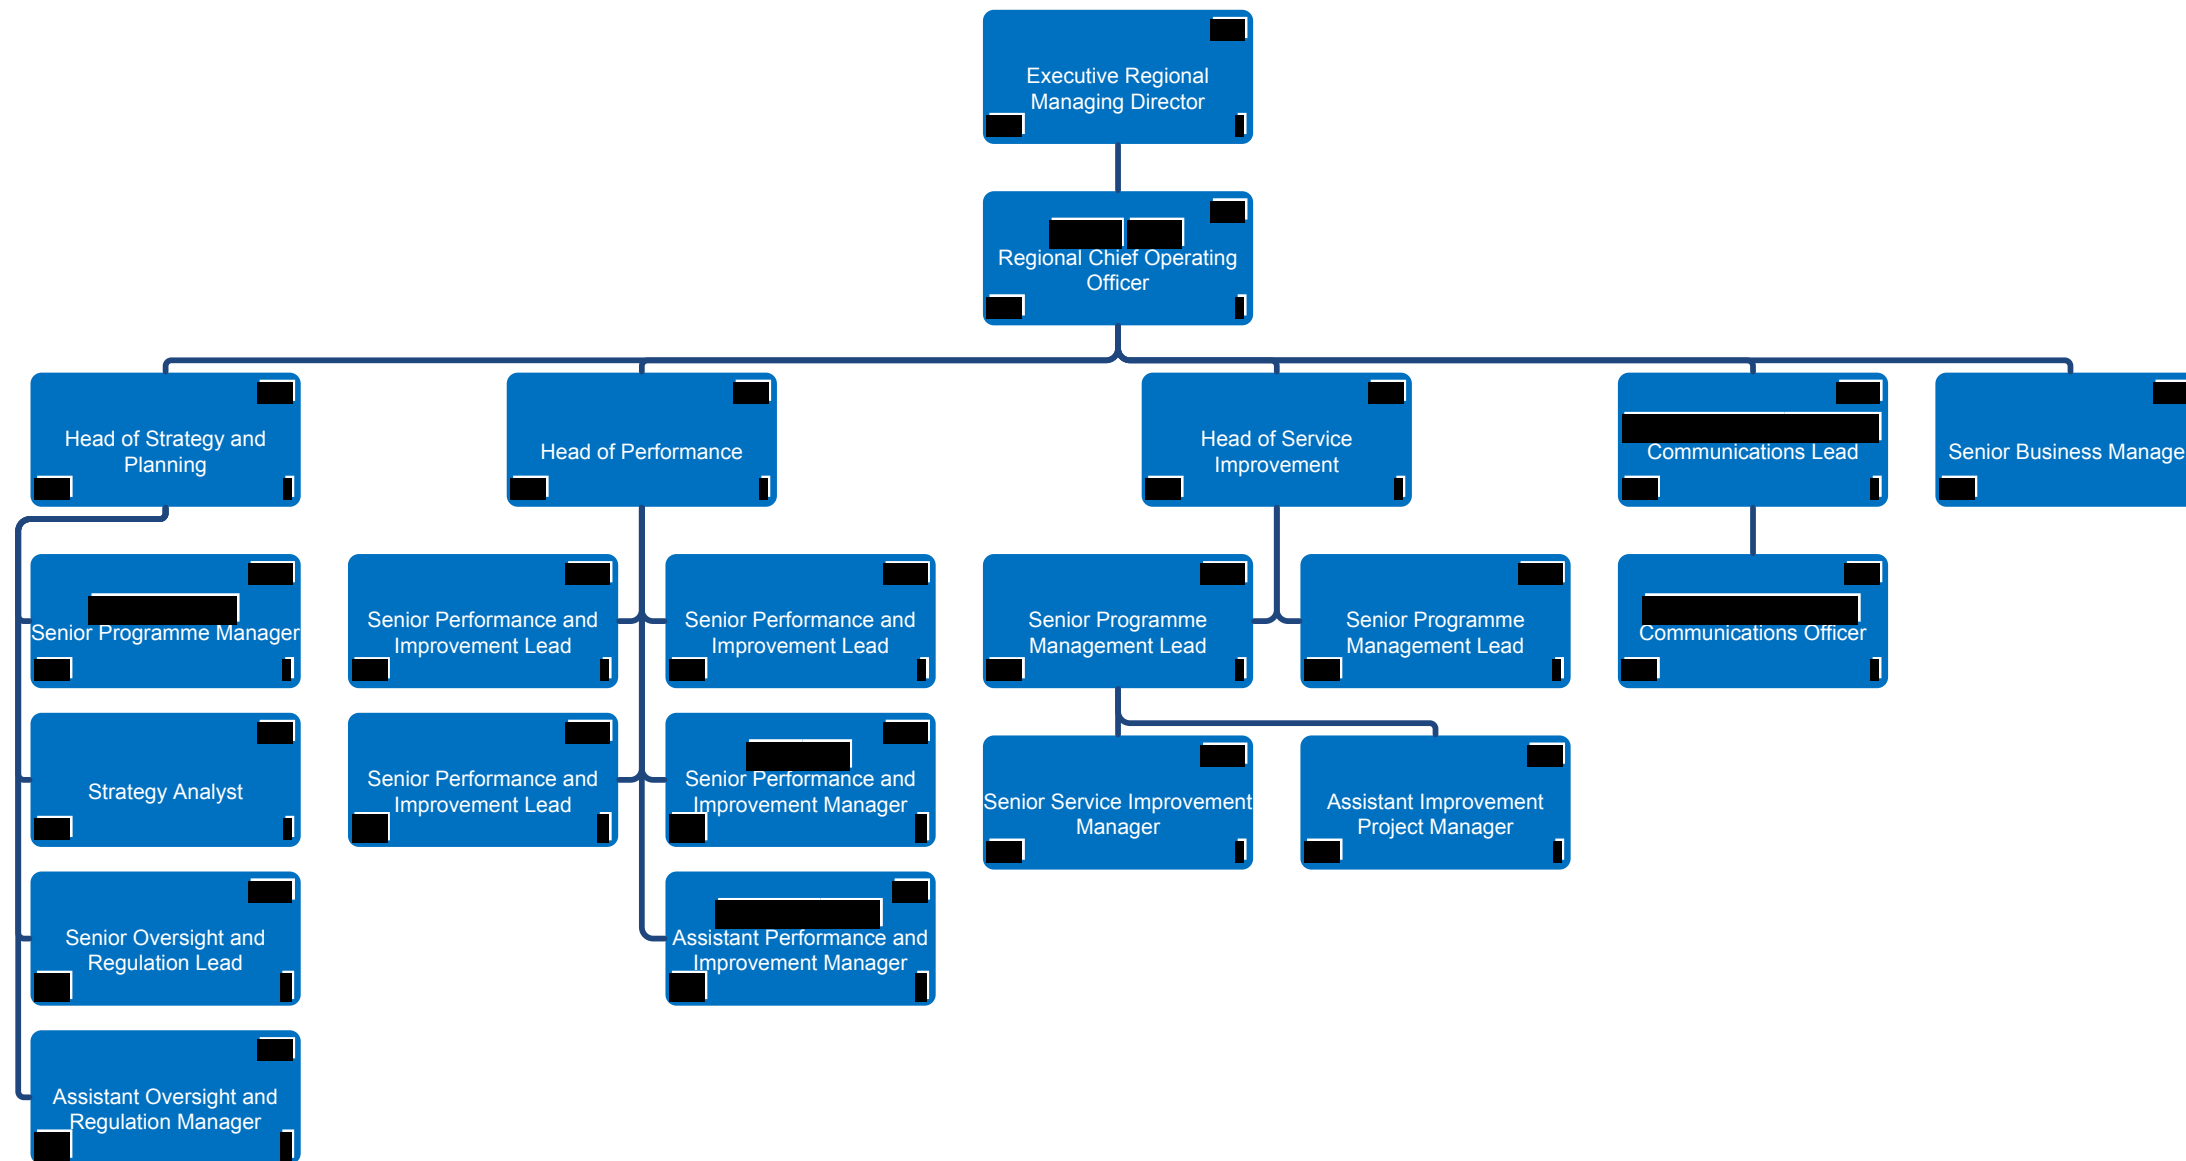 Executive Regional
Managing Director
Regional Chief Operating
Officer
Head of Strategy and
Planning
Head of Performance
Head of Service
Improvement
Communications Lead
Senior Business Manage
Senior Programme Manager
Senior Performance and
Improvement Lead
Senior Performance and
Improvement Lead
Senior Programme
Management Lead
Senior Programme
Management Lead
Communications Officer
Strategy Analyst
Senior Performance and
Improvement Lead
Senior Performance and
Improvement Manager
Senior Service Improvement
Manager
Assistant Improvement
Project Manager
Senior Oversight and
Regulation Lead
Assistant Performance and
Improvement Manager
Assistant Oversight and
Regulation Manager